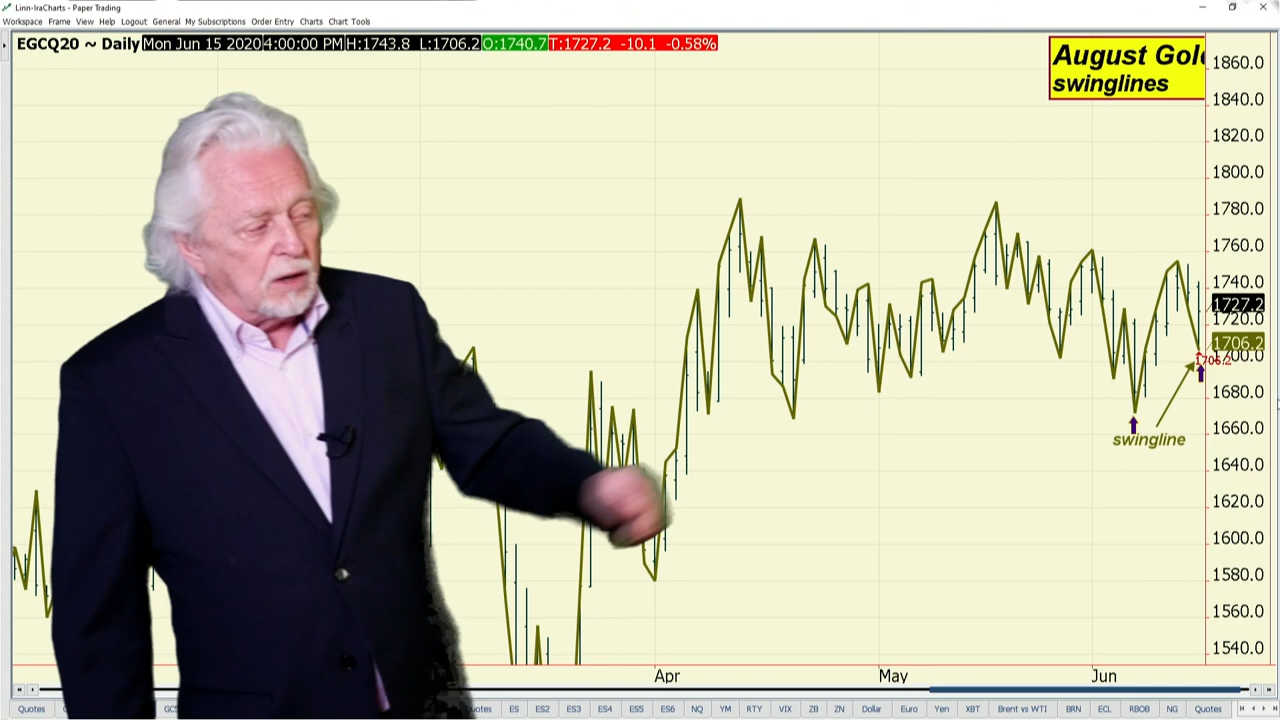 Linn-IraCharts - Paper Trading
Workspace Frame View Help Logout General My Subscriptions Order Entry Charts Chart Tools
EGCQ20 ~ Daily Mon Jun 15 2020 4:00:00 PM H:1743.8 L:1706.2 O:1740.7 T:1727.2 -10.1 -0.58%
August Gold
swinglines
1860.0
1840.0
1820.0
1800.0
1780.0
1760.0
1740.0
1727.2
1720.0
1706.2
1706.2
1700.0
1680.0
1660.0
swingline
1640.0
1620.0
1600.0
1580.0
1560.0
1540.0
Apr May Jun
Quotes ES ES2 ES3 ES4 ES5 ES6 NQ YM RTY VIX ZB ZN Dollar Euro Yen XBT Brent vs WTI BRN ECL RBOB NG Quotes